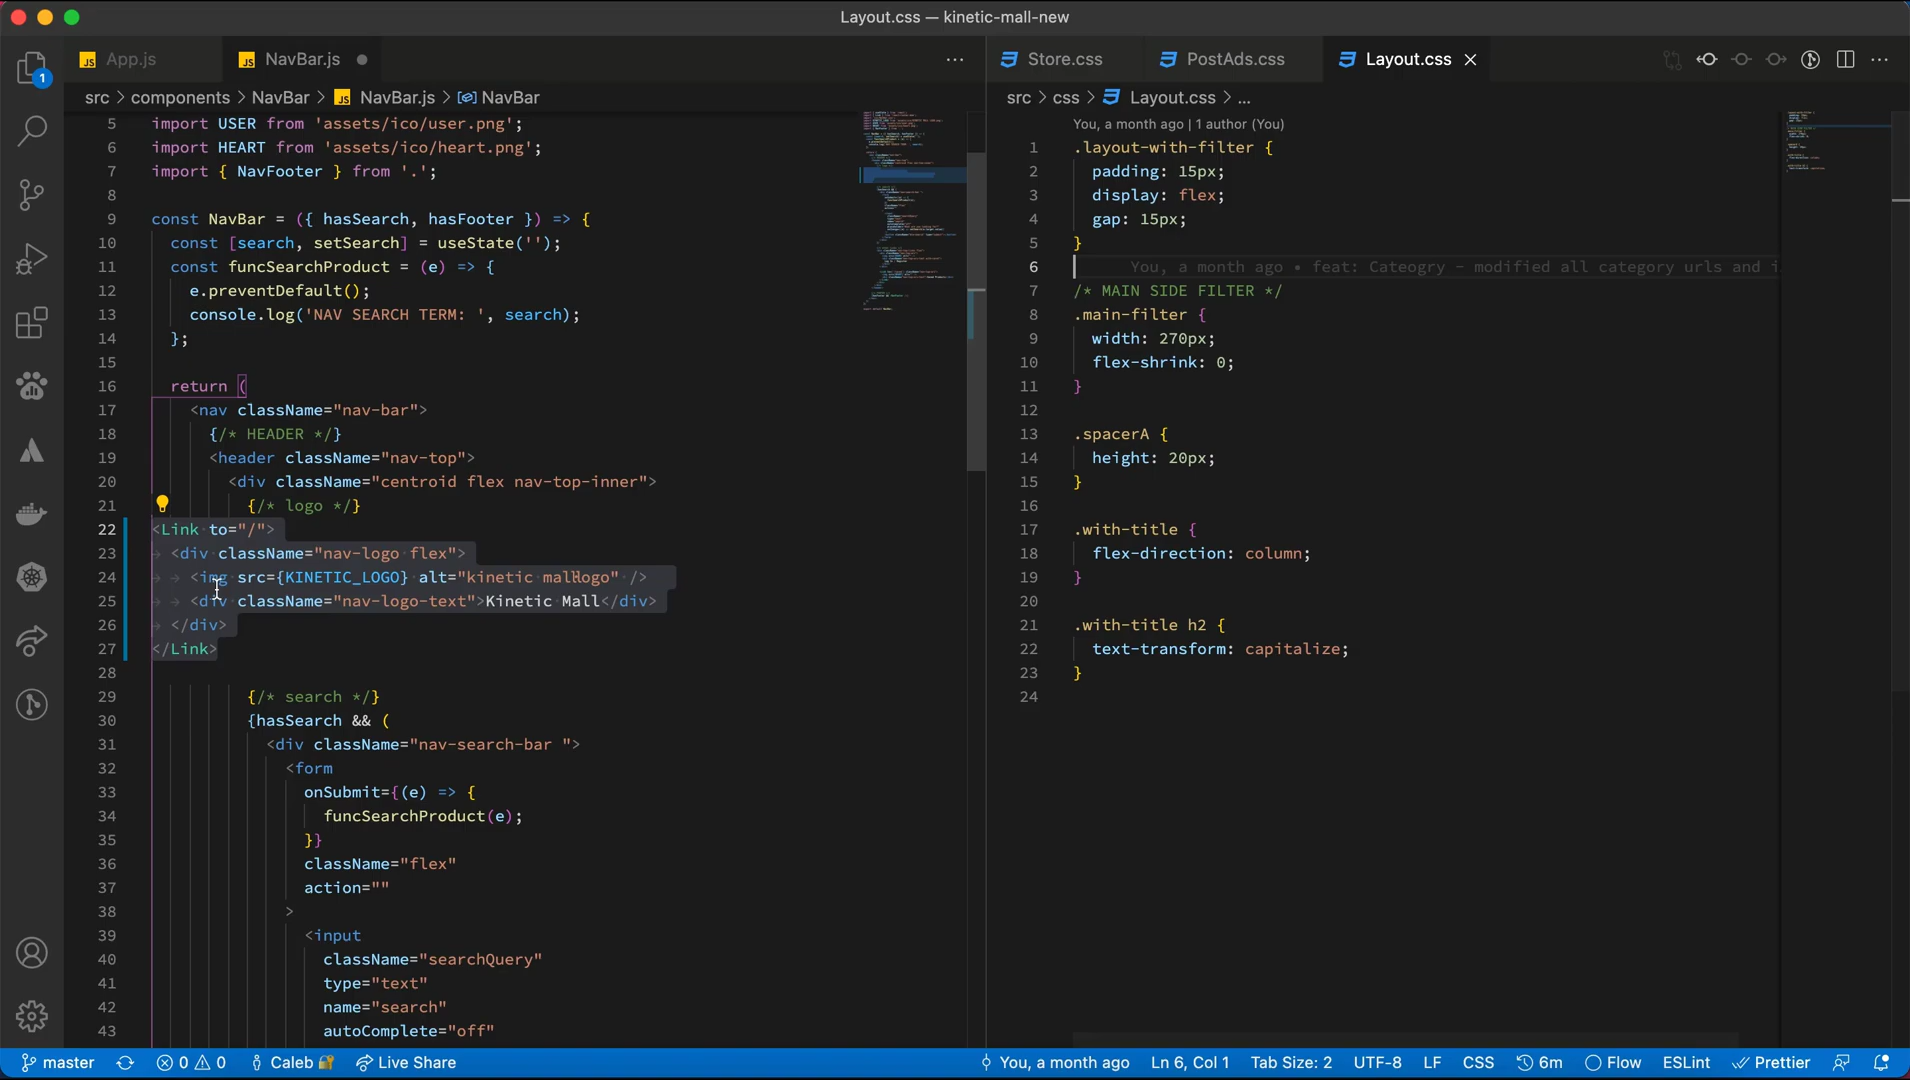 Layout.css — kinetic-mall-new
1
JS App.js
JS NavBar.js
···
src > components > NavBar > JS NavBar.js > NavBar
5 import USER from 'assets/ico/user.png';
6 import HEART from 'assets/ico/heart.png';
7 import { NavFooter } from '.';
8
9 const NavBar = ({ hasSearch, hasFooter }) => {
10 const [search, setSearch] = useState('');
11 const funcSearchProduct = (e) => {
12 e.preventDefault();
13 console.log('NAV SEARCH TERM: ', search);
14 };
15
16 return (
17 <nav className="nav-bar">
18 {/* HEADER */}
19 <header className="nav-top">
20 <div className="centroid flex nav-top-inner">
21 {/* logo */}
22 <Link to="/">
23 <div className="nav-logo flex">
24 <img src={KINETIC_LOGO} alt="kinetic mall logo" />
25 <div className="nav-logo-text">Kinetic Mall</div>
26 </div>
27 </Link>
28
29 {/* search */}
30 {hasSearch && (
31 <div className="nav-search-bar ">
32 <form
33 onSubmit={(e) => {
34 funcSearchProduct(e);
35 }}
36 className="flex"
37 action=""
38 >
39 <input
40 className="searchQuery"
41 type="text"
42 name="search"
43 autoComplete="off"
Store.css
PostAds.css
Layout.css
···
src > css > Layout.css > ...
You, a month ago | 1 author (You)
1 .layout-with-filter {
2 padding: 15px;
3 display: flex;
4 gap: 15px;
5 }
6 You, a month ago • feat: Cateogry - modified all category urls and i
7 /* MAIN SIDE FILTER */
8 .main-filter {
9 width: 270px;
10 flex-shrink: 0;
11 }
12
13 .spacerA {
14 height: 20px;
15 }
16
17 .with-title {
18 flex-direction: column;
19 }
20
21 .with-title h2 {
22 text-transform: capitalize;
23 }
24
master
0
0
Caleb
Live Share
You, a month ago
Ln 6, Col 1
Tab Size: 2
UTF-8
LF
CSS
6m
Flow
ESLint
Prettier